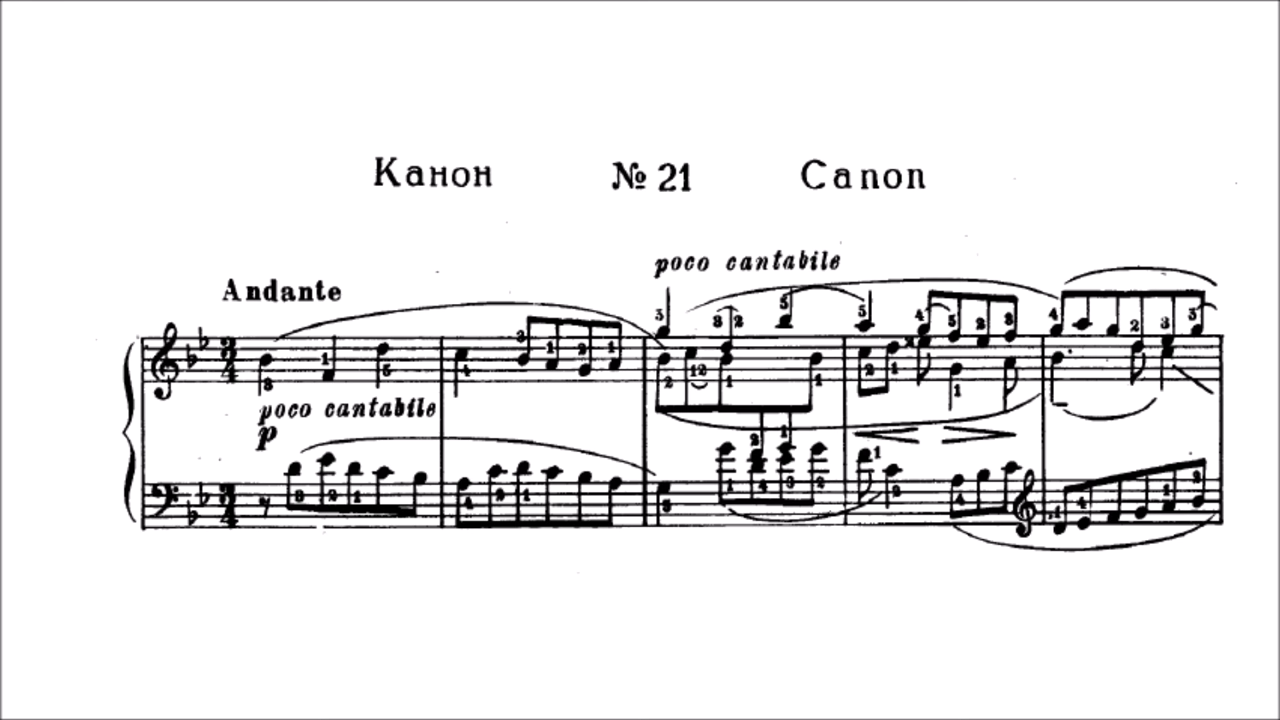 Канон № 21 Canon
poco cantabile
Andante
poco cantabile
p